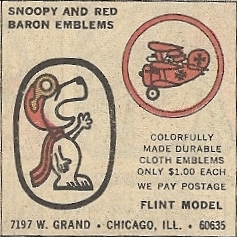 SNOOPY AND RED
BARON EMBLEMS
COLORFULLY
MADE DURABLE
CLOTH EMBLEMS
ONLY $1.00 EACH
WE PAY POSTAGE
FLINT MODEL
7197 W. GRAND • CHICAGO, ILL. • 60635